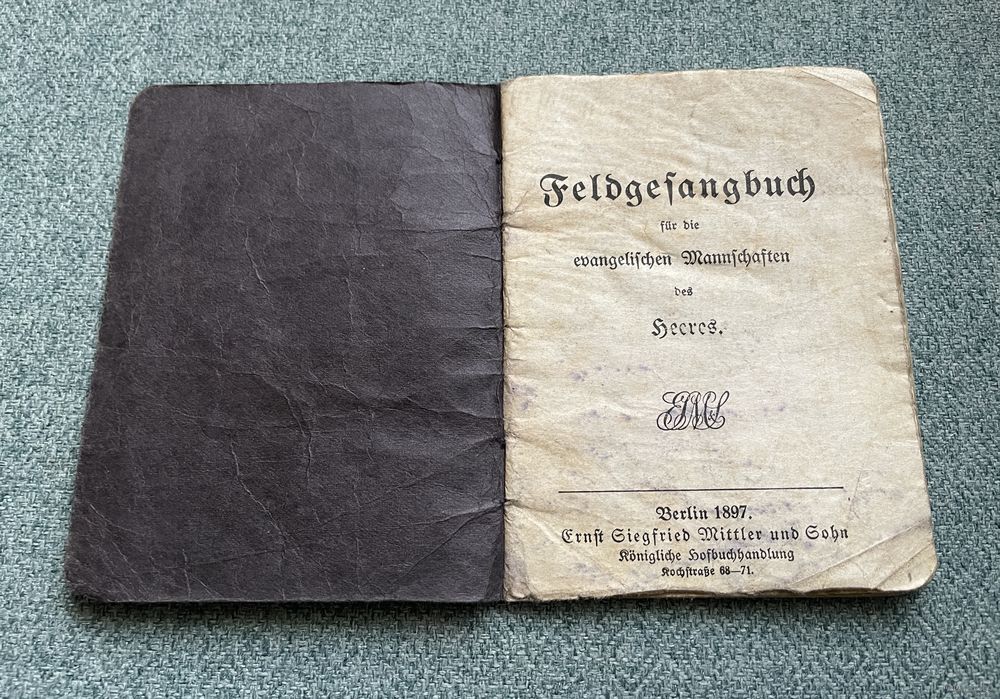 Feldgesangbuch
für die
evangelischen Mannschaften
des
Heeres.
ESM&S
Berlin 1897.
Ernst Siegfried Mittler und Sohn
Königliche Hofbuchhandlung
Kochstraße 68—71.